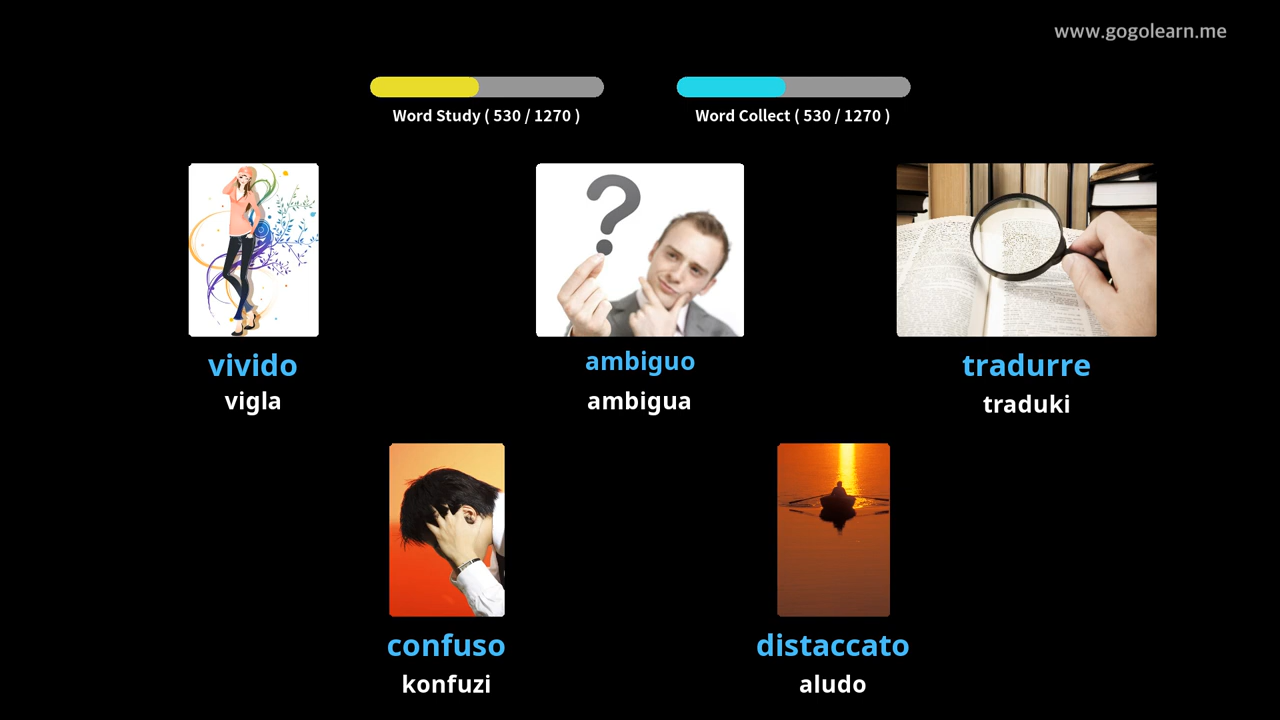 www.gogolearn.me
Word Study ( 530 / 1270 )
Word Collect ( 530 / 1270 )
vivido
vigla
ambiguo
ambigua
tradurre
traduki
confuso
konfuzi
distaccato
aludo